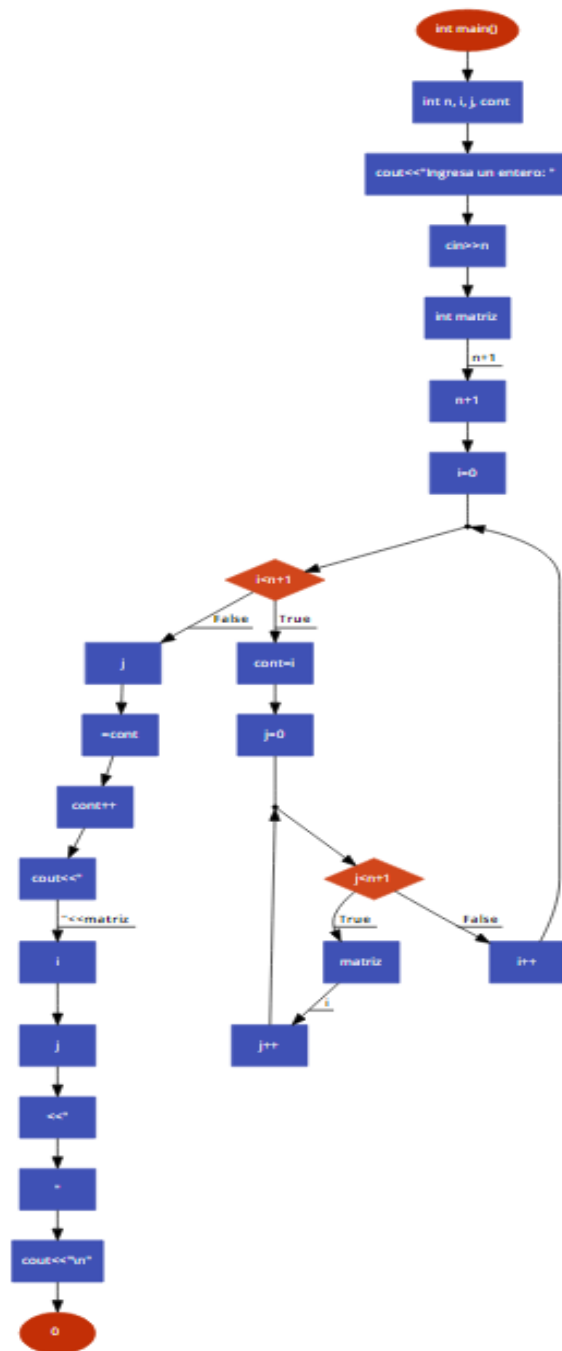 int main()
int n, i, j, cont
cout<<"Ingresa un entero: "
cin>>n
int matriz
n+1
n+1
i=0
i<n+1
False
True
j
cont=i
=cont
j=0
cont++
cout<<"
j<n+1
"<<matriz
True
False
i
matriz
i++
i
j
j++
<<"
"
cout<<"\n"
0